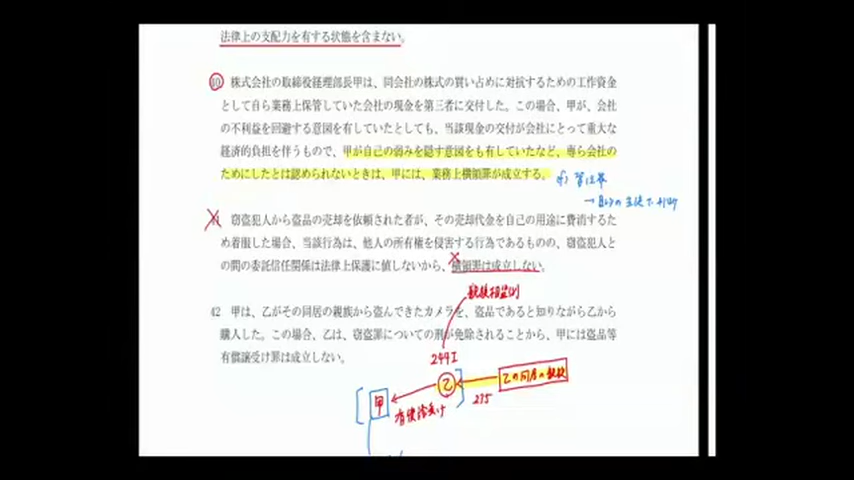 法律上の支配力を有する状態を含まない。
40 株式会社の取締役経理部長甲は、同会社の株式の買い占めに対抗するための工作資金
として自ら業務上保管していた会社の現金を第三者に交付した。この場合、甲が、会社
の不利益を回避する意図を有していたとしても、当該現金の交付が会社にとって重大な
経済的負担を伴うもので、甲が自己の弱みを隠す意図をも有していたなど、専ら会社の
ためにしたとは認められないときは、甲には、業務上横領罪が成立する。
41 窃盗犯人から盗品の売却を依頼された者が、その売却代金を自己の用途に費消するた
め着服した場合、当該行為は、他人の所有権を侵害する行為であるものの、窃盗犯人と
の間の委託信任関係は法律上保護に値しないから、横領罪は成立しない。
親族相盗例
42 甲は、乙がその同居の親族から盗んできたカメラを、盗品であると知りながら乙から
購入した。この場合、乙は、窃盗罪についての刑が免除されることから、甲には盗品等
有償譲受け罪は成立しない。
244I
乙の同居の親族
乙
235
甲
有償譲受け